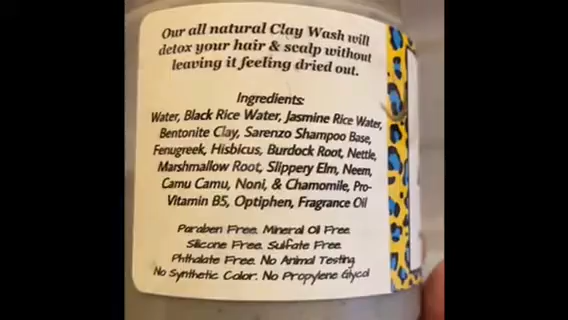 Our all natural Clay Wash will
detox your hair & scalp without
leaving it feeling dried out.
Ingredients:
Water, Black Rice Water, Jasmine Rice Water,
Bentonite Clay, Sarenzo Shampoo Base,
Fenugreek, Hisbicus, Burdock Root, Nettle,
Marshmallow Root, Slippery Elm, Neem,
Camu Camu, Noni, & Chamomile, Pro-
Vitamin B5, Optiphen, Fragrance Oil
Paraben Free. Mineral Oil Free.
Silicone Free. Sulfate Free.
Phthalate Free. No Animal Testing
No Synthetic Color. No Propylene Glycol